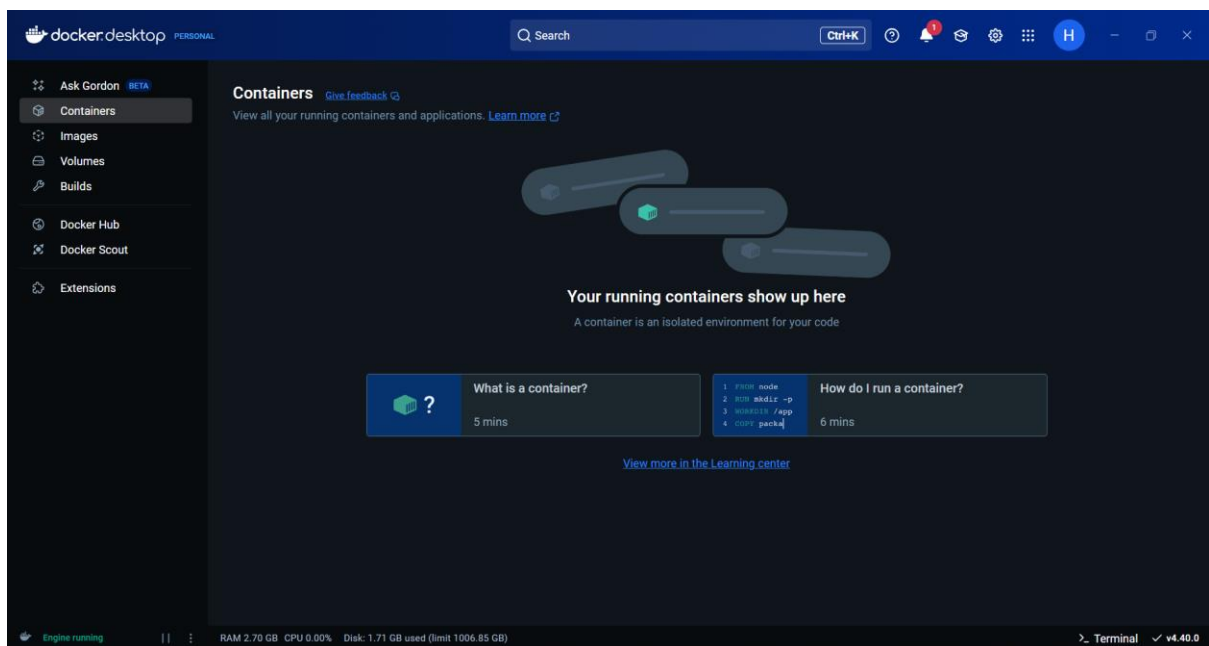 docker.desktop PERSONAL
Search
Ctrl+K
1
H
Ask Gordon BETA
Containers
Images
Volumes
Builds
Docker Hub
Docker Scout
Extensions
Containers Give feedback
View all your running containers and applications. Learn more
Your running containers show up here
A container is an isolated environment for your code
?
What is a container?
5 mins
1 FROM node
2 RUN mkdir -p
3 WORKDIR /app
4 COPY packa
How do I run a container?
6 mins
View more in the Learning center
Engine running
RAM 2.70 GB CPU 0.00% Disk: 1.71 GB used (limit 1006.85 GB)
>_ Terminal
v4.40.0